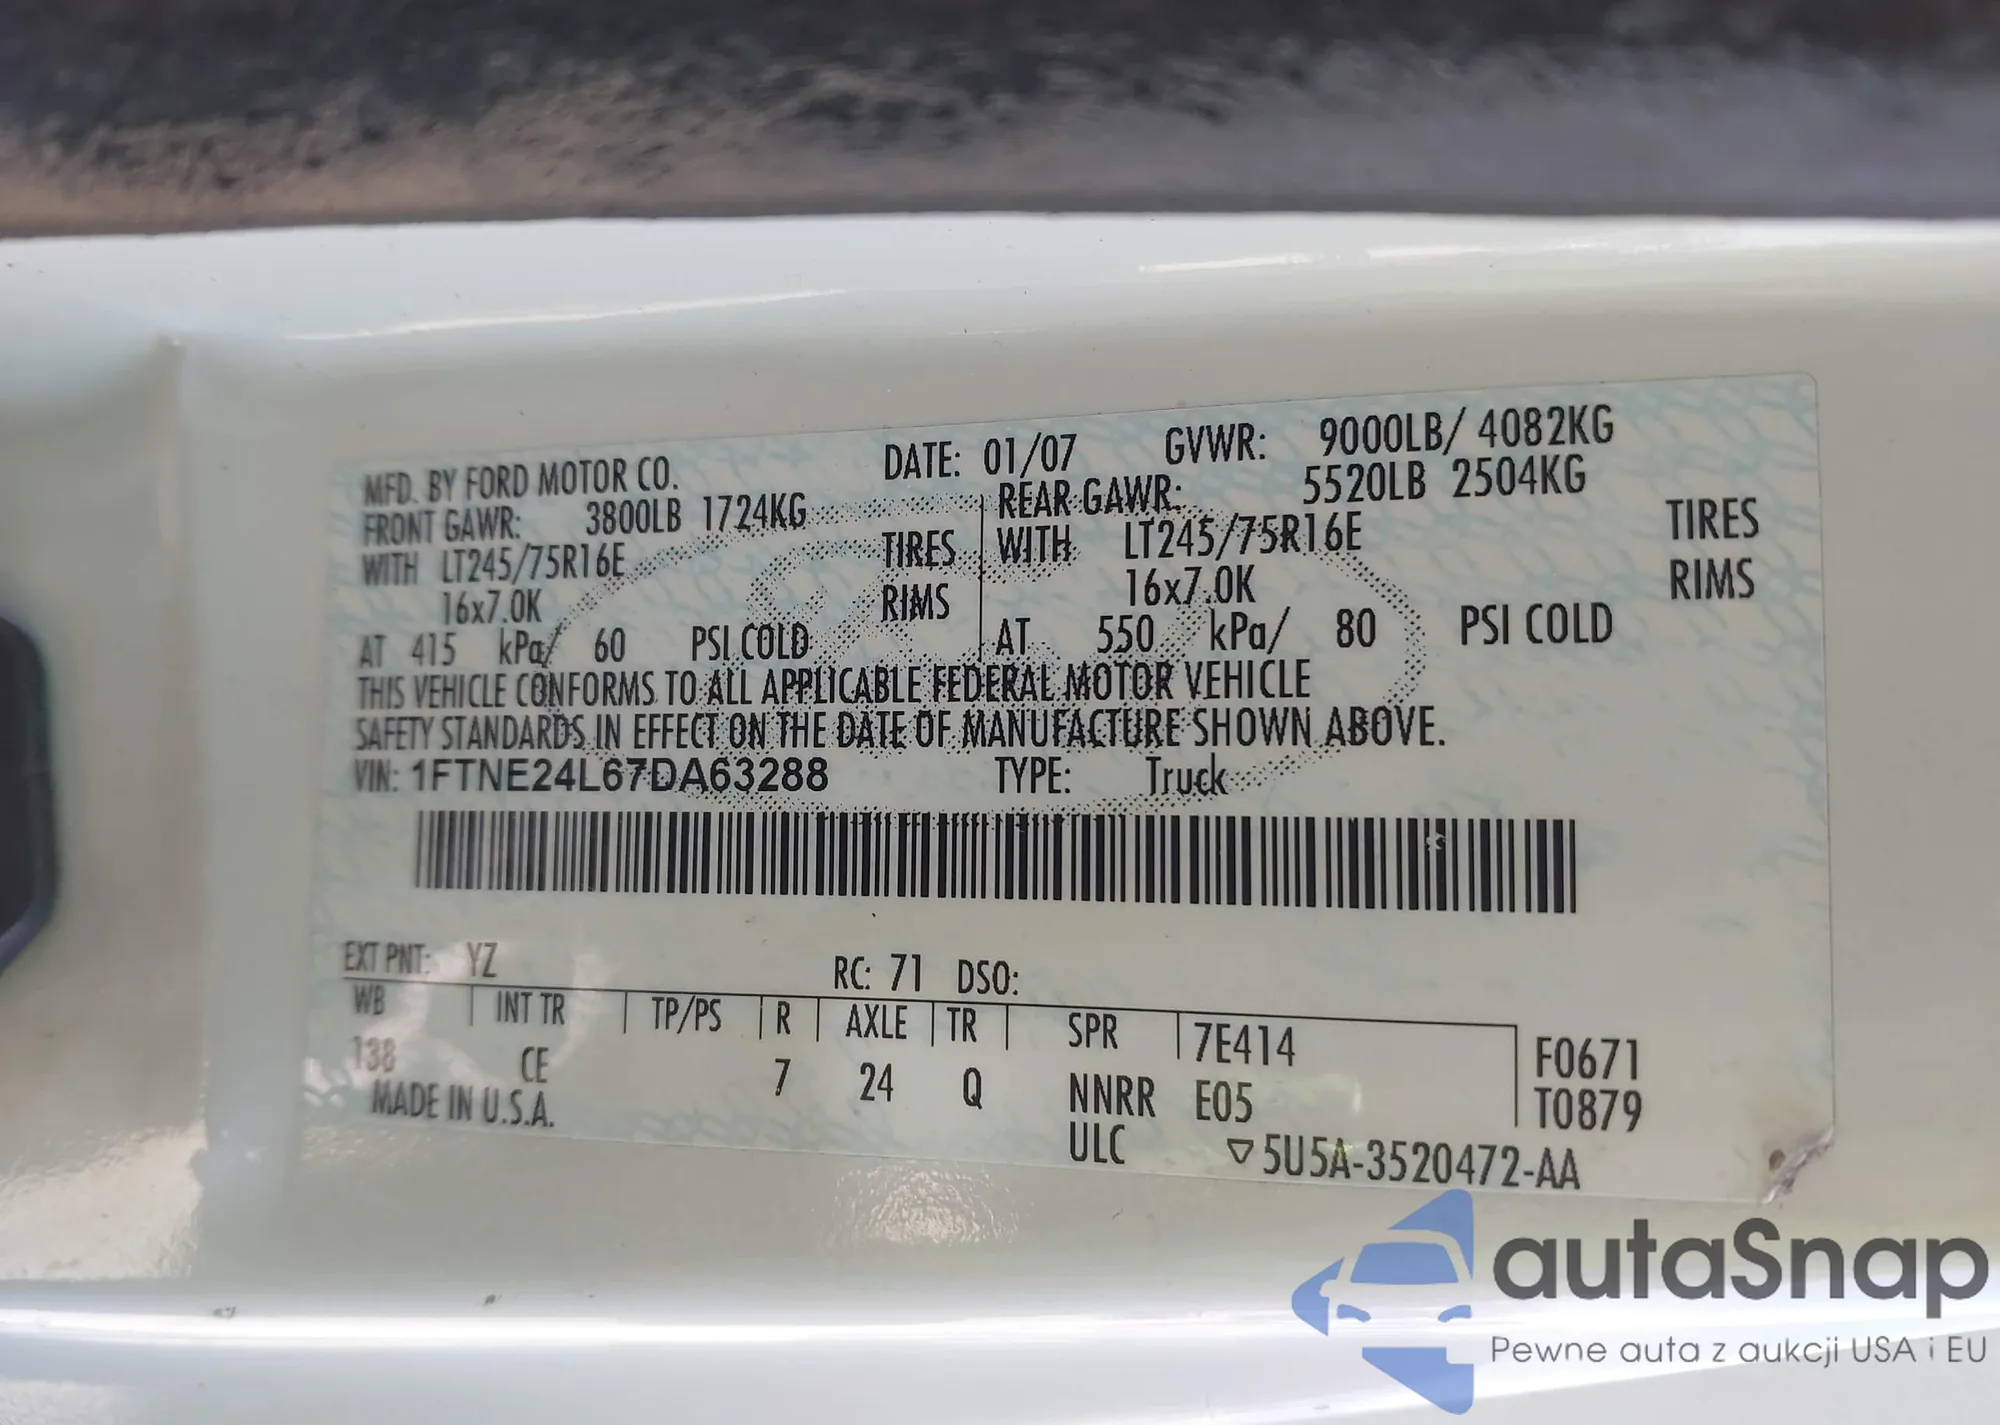 MFD. BY FORD MOTOR CO. DATE: 01/07 GVWR: 9000LB/ 4082KG
FRONT GAWR: 3800LB 1724KG REAR GAWR: 5520LB 2504KG
WITH LT245/75R16E TIRES WITH LT245/75R16E TIRES
16x7.0K RIMS 16x7.0K RIMS
AT 415 kPa/ 60 PSI COLD AT 550 kPa/ 80 PSI COLD
THIS VEHICLE CONFORMS TO ALL APPLICABLE FEDERAL MOTOR VEHICLE
SAFETY STANDARDS IN EFFECT ON THE DATE OF MANUFACTURE SHOWN ABOVE.
VIN: 1FTNE24L67DA63288 TYPE: Truck
EXT PNT: YZ RC: 71 DSO:
WB INT TR TP/PS R AXLE TR SPR 7E414 F0671
138 CE 7 24 Q NNRR E05 T0879
MADE IN U.S.A. ULC ▽5U5A-3520472-AA
autaSnap
Pewne auta z aukcji USA i EU